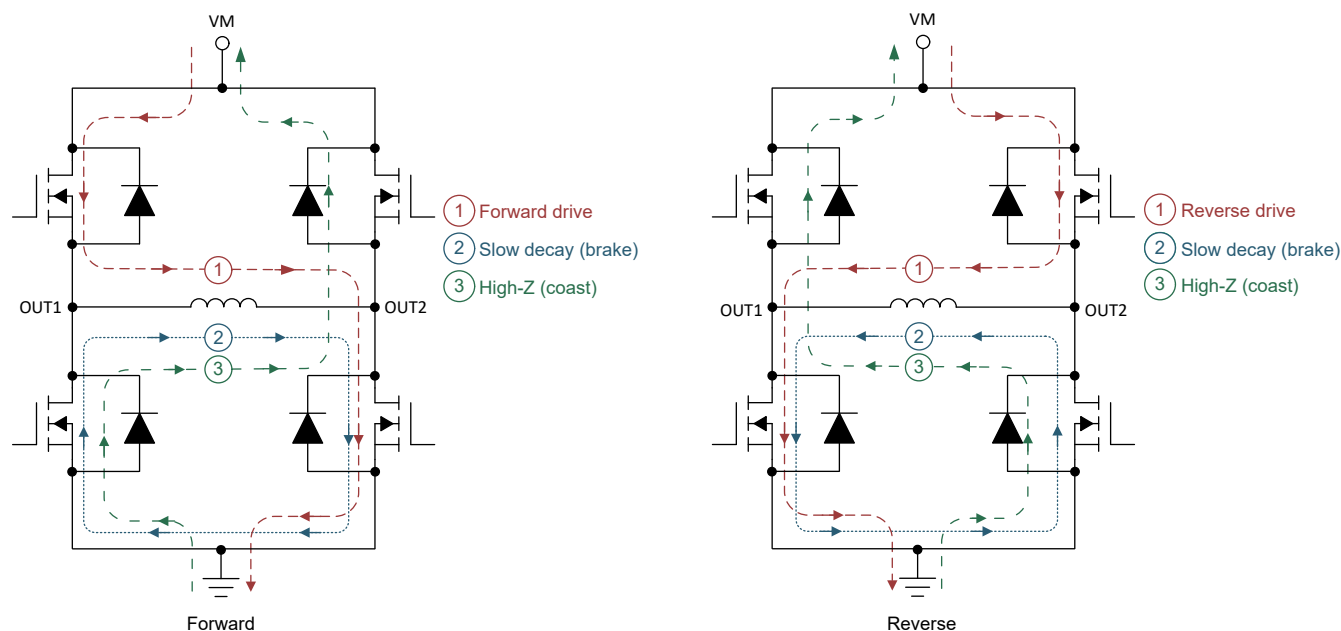 VM
1 Forward drive
2 Slow decay (brake)
3 High-Z (coast)
1
OUT1
OUT2
2
3
Forward
VM
1 Reverse drive
2 Slow decay (brake)
3 High-Z (coast)
1
OUT1
OUT2
2
3
Reverse